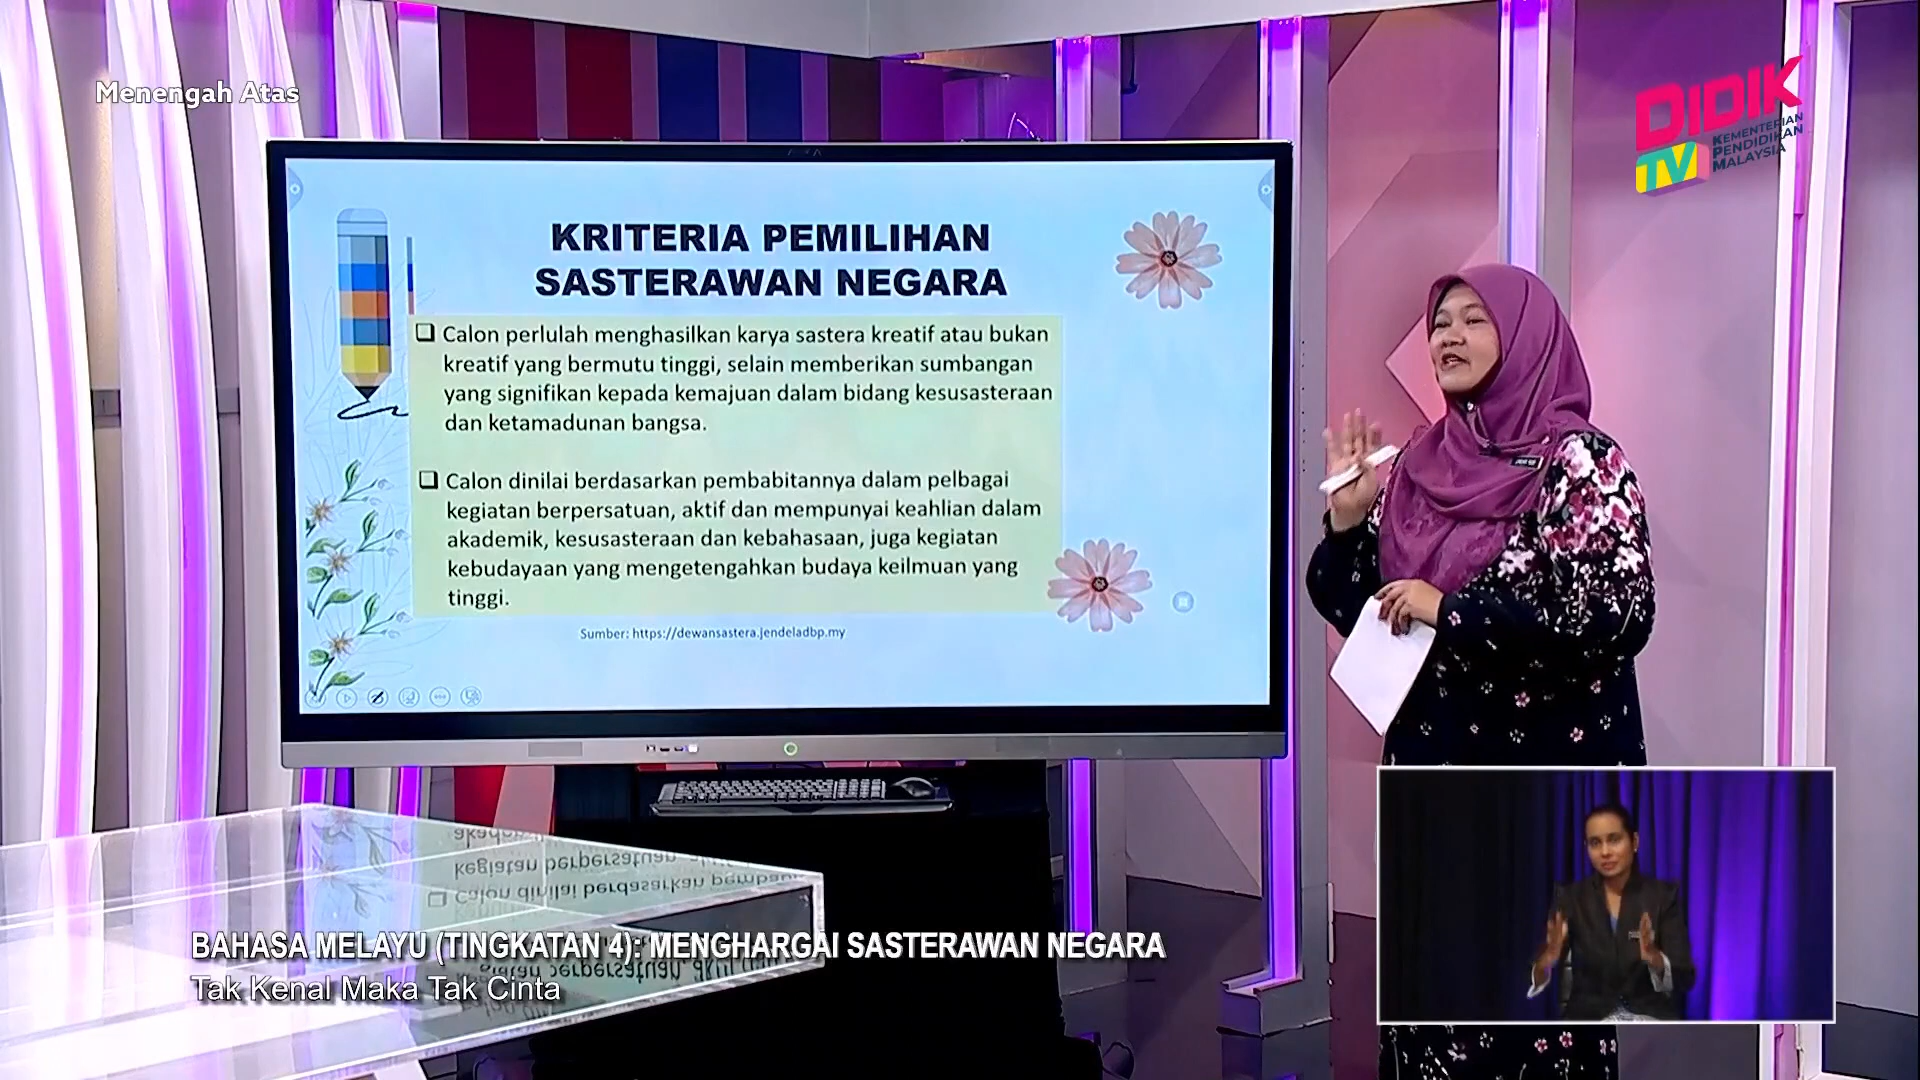 Menengah Atas
DIDIK
TV
KEMENTERIAN
PENDIDIKAN
MALAYSIA
KRITERIA PEMILIHAN
SASTERAWAN NEGARA
Calon perlulah menghasilkan karya sastera kreatif atau bukan
kreatif yang bermutu tinggi, selain memberikan sumbangan
yang signifikan kepada kemajuan dalam bidang kesusasteraan
dan ketamadunan bangsa.
Calon dinilai berdasarkan pembabitannya dalam pelbagai
kegiatan berpersatuan, aktif dan mempunyai keahlian dalam
akademik, kesusasteraan dan kebahasaan, juga kegiatan
kebudayaan yang mengetengahkan budaya keilmuan yang
tinggi.
Sumber: https://dewansastera.jendeladbp.my
BAHASA MELAYU (TINGKATAN 4): MENGHARGAI SASTERAWAN NEGARA
Tak Kenal Maka Tak Cinta